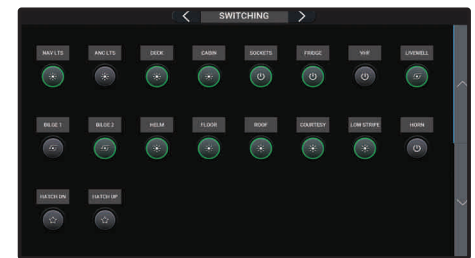 SWITCHING
NAV LTS ANC LTS DECK CABIN SOCKETS FRIDGE VHF LIVEWELL
BILGE 1 BILGE 2 HELM FLOOR ROOF COURTESY LOW STRIPE HORN
HATCH DN HATCH UP